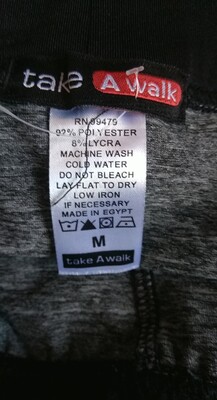 take A Walk
RN 99479
92% POLYESTER
8% LYCRA
MACHINE WASH
COLD WATER
DO NOT BLEACH
LAY FLAT TO DRY
LOW IRON
IF NECESSARY
MADE IN EGYPT
M
take A walk